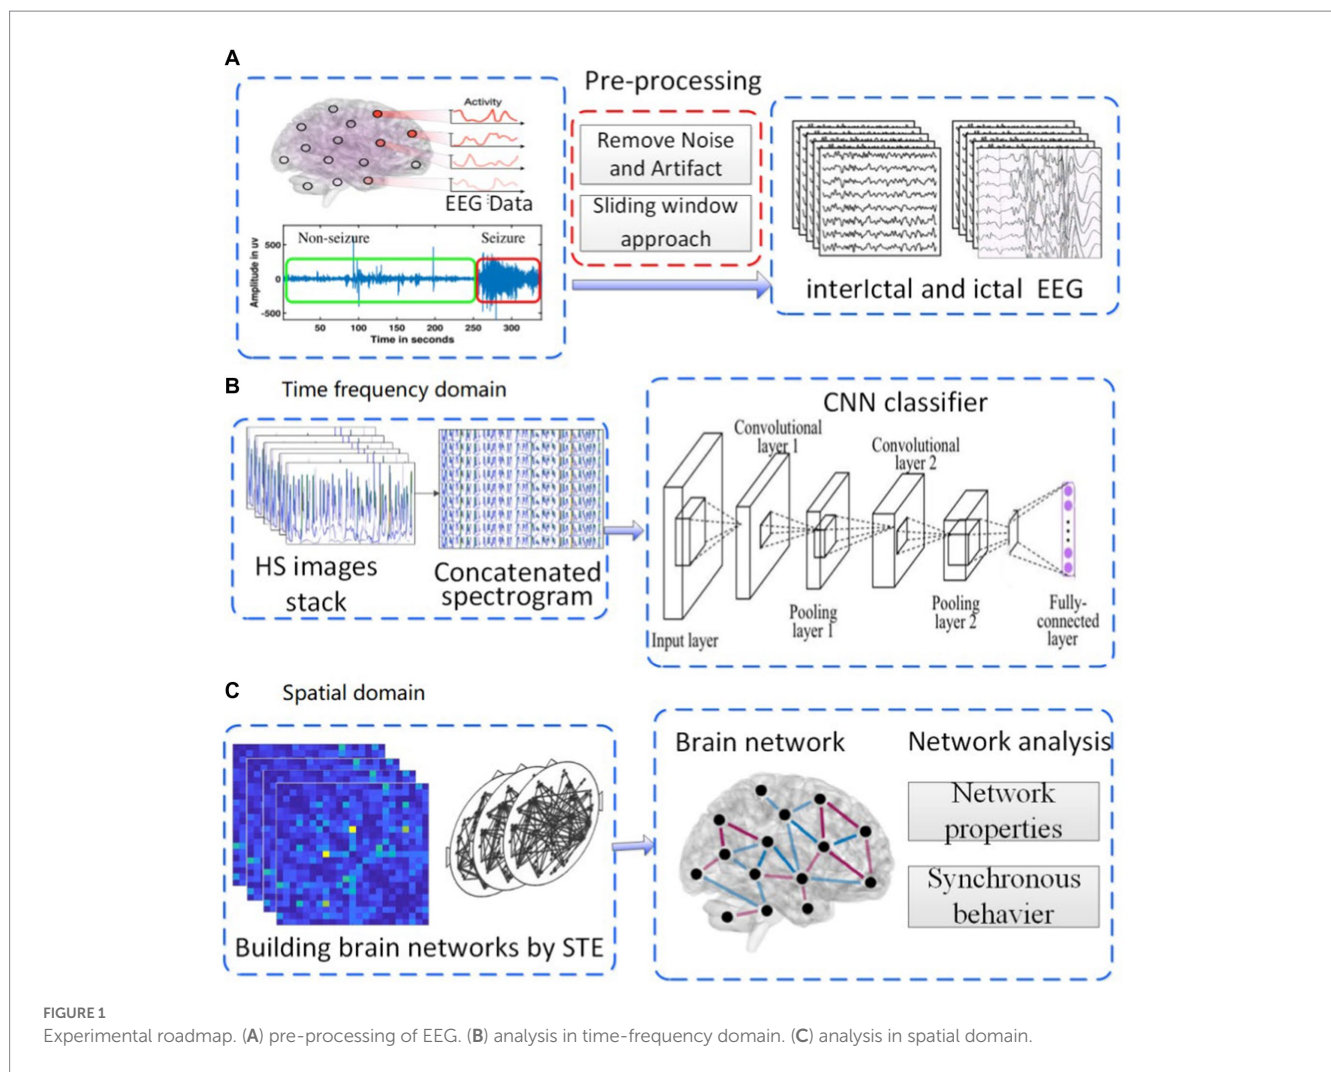 A
Pre-processing
Activity
EEG Data
Remove Noise
and Artifact
Sliding window
approach
interIctal and ictal EEG
Non-seizure
Seizure
Amplitude in uv
500
0
-500
50
100
150
200
250
300
Time in seconds
B
Time frequency domain
HS images
stack
Concatenated
spectrogram
CNN classifier
Convolutional
layer 1
Convolutional
layer 2
Pooling
layer 1
Pooling
layer 2
Fully-
connected
layer
Input layer
C
Spatial domain
Building brain networks by STE
Brain network
Network analysis
Network
properties
Synchronous
behavier
FIGURE 1
Experimental roadmap. (A) pre-processing of EEG. (B) analysis in time-frequency domain. (C) analysis in spatial domain.